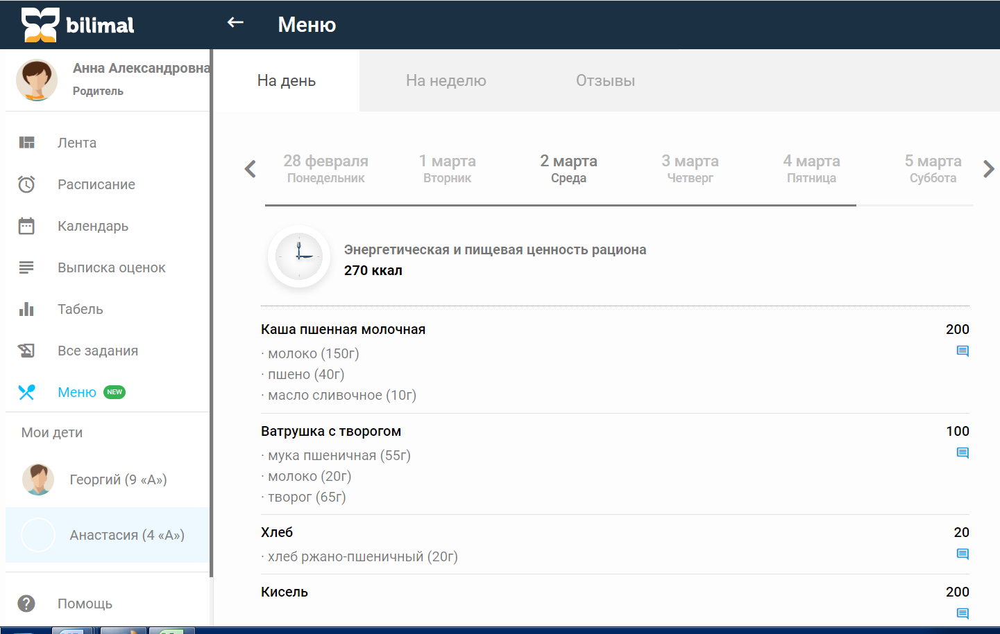 bilimal
Меню
Анна Александровна
Родитель
На день
На неделю
Отзывы
Лента
Расписание
Календарь
Выписка оценок
Табель
Все задания
Меню NEW
Мои дети
Георгий (9 «А»)
Анастасия (4 «А»)
Помощь
28 февраля
Понедельник
1 марта
Вторник
2 марта
Среда
3 марта
Четверг
4 марта
Пятница
5 марта
Суббота
Энергетическая и пищевая ценность рациона
270 ккал
Каша пшенная молочная 200
· молоко (150г)
· пшено (40г)
· масло сливочное (10г)
Ватрушка с творогом 100
· мука пшеничная (55г)
· молоко (20г)
· творог (65г)
Хлеб 20
· хлеб ржано-пшеничный (20г)
Кисель 200